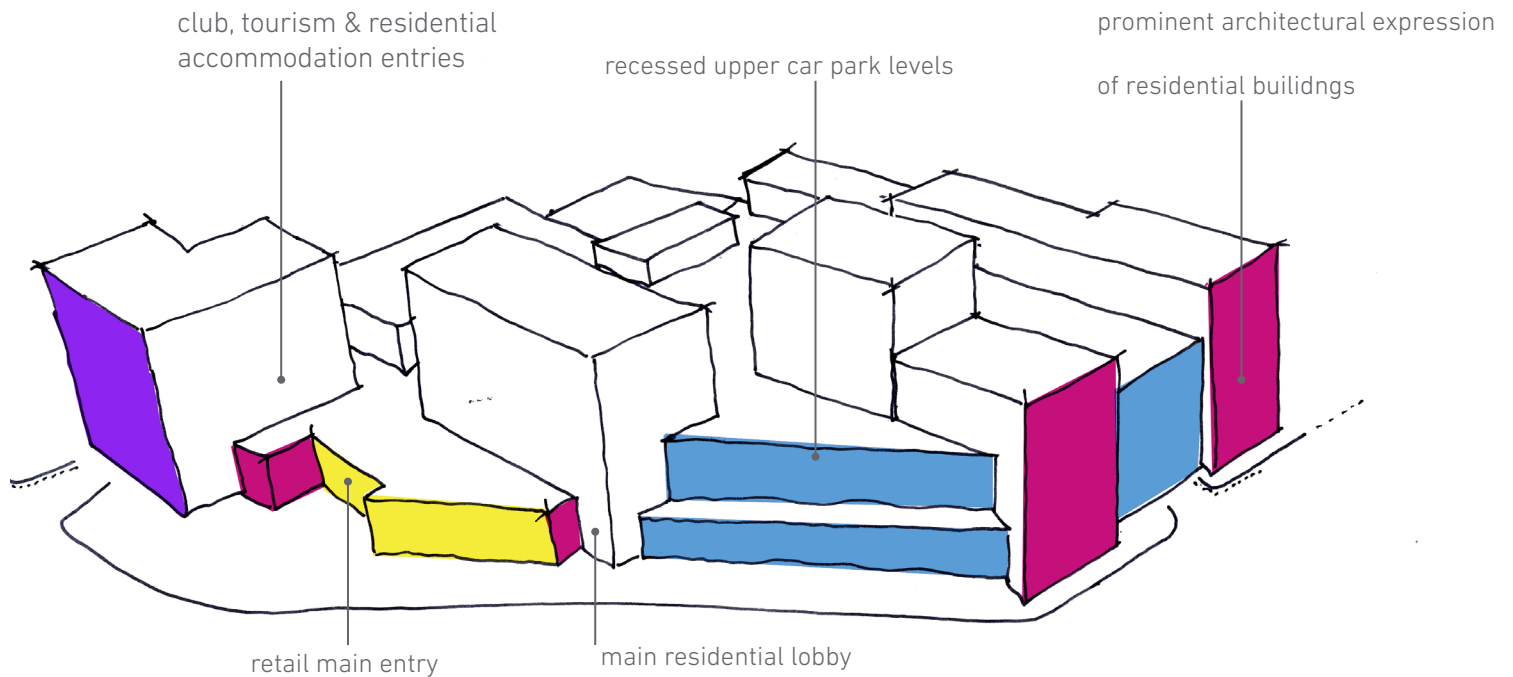 club, tourism & residential
accommodation entries
recessed upper car park levels
prominent architectural expression
of residential builidngs
retail main entry
main residential lobby